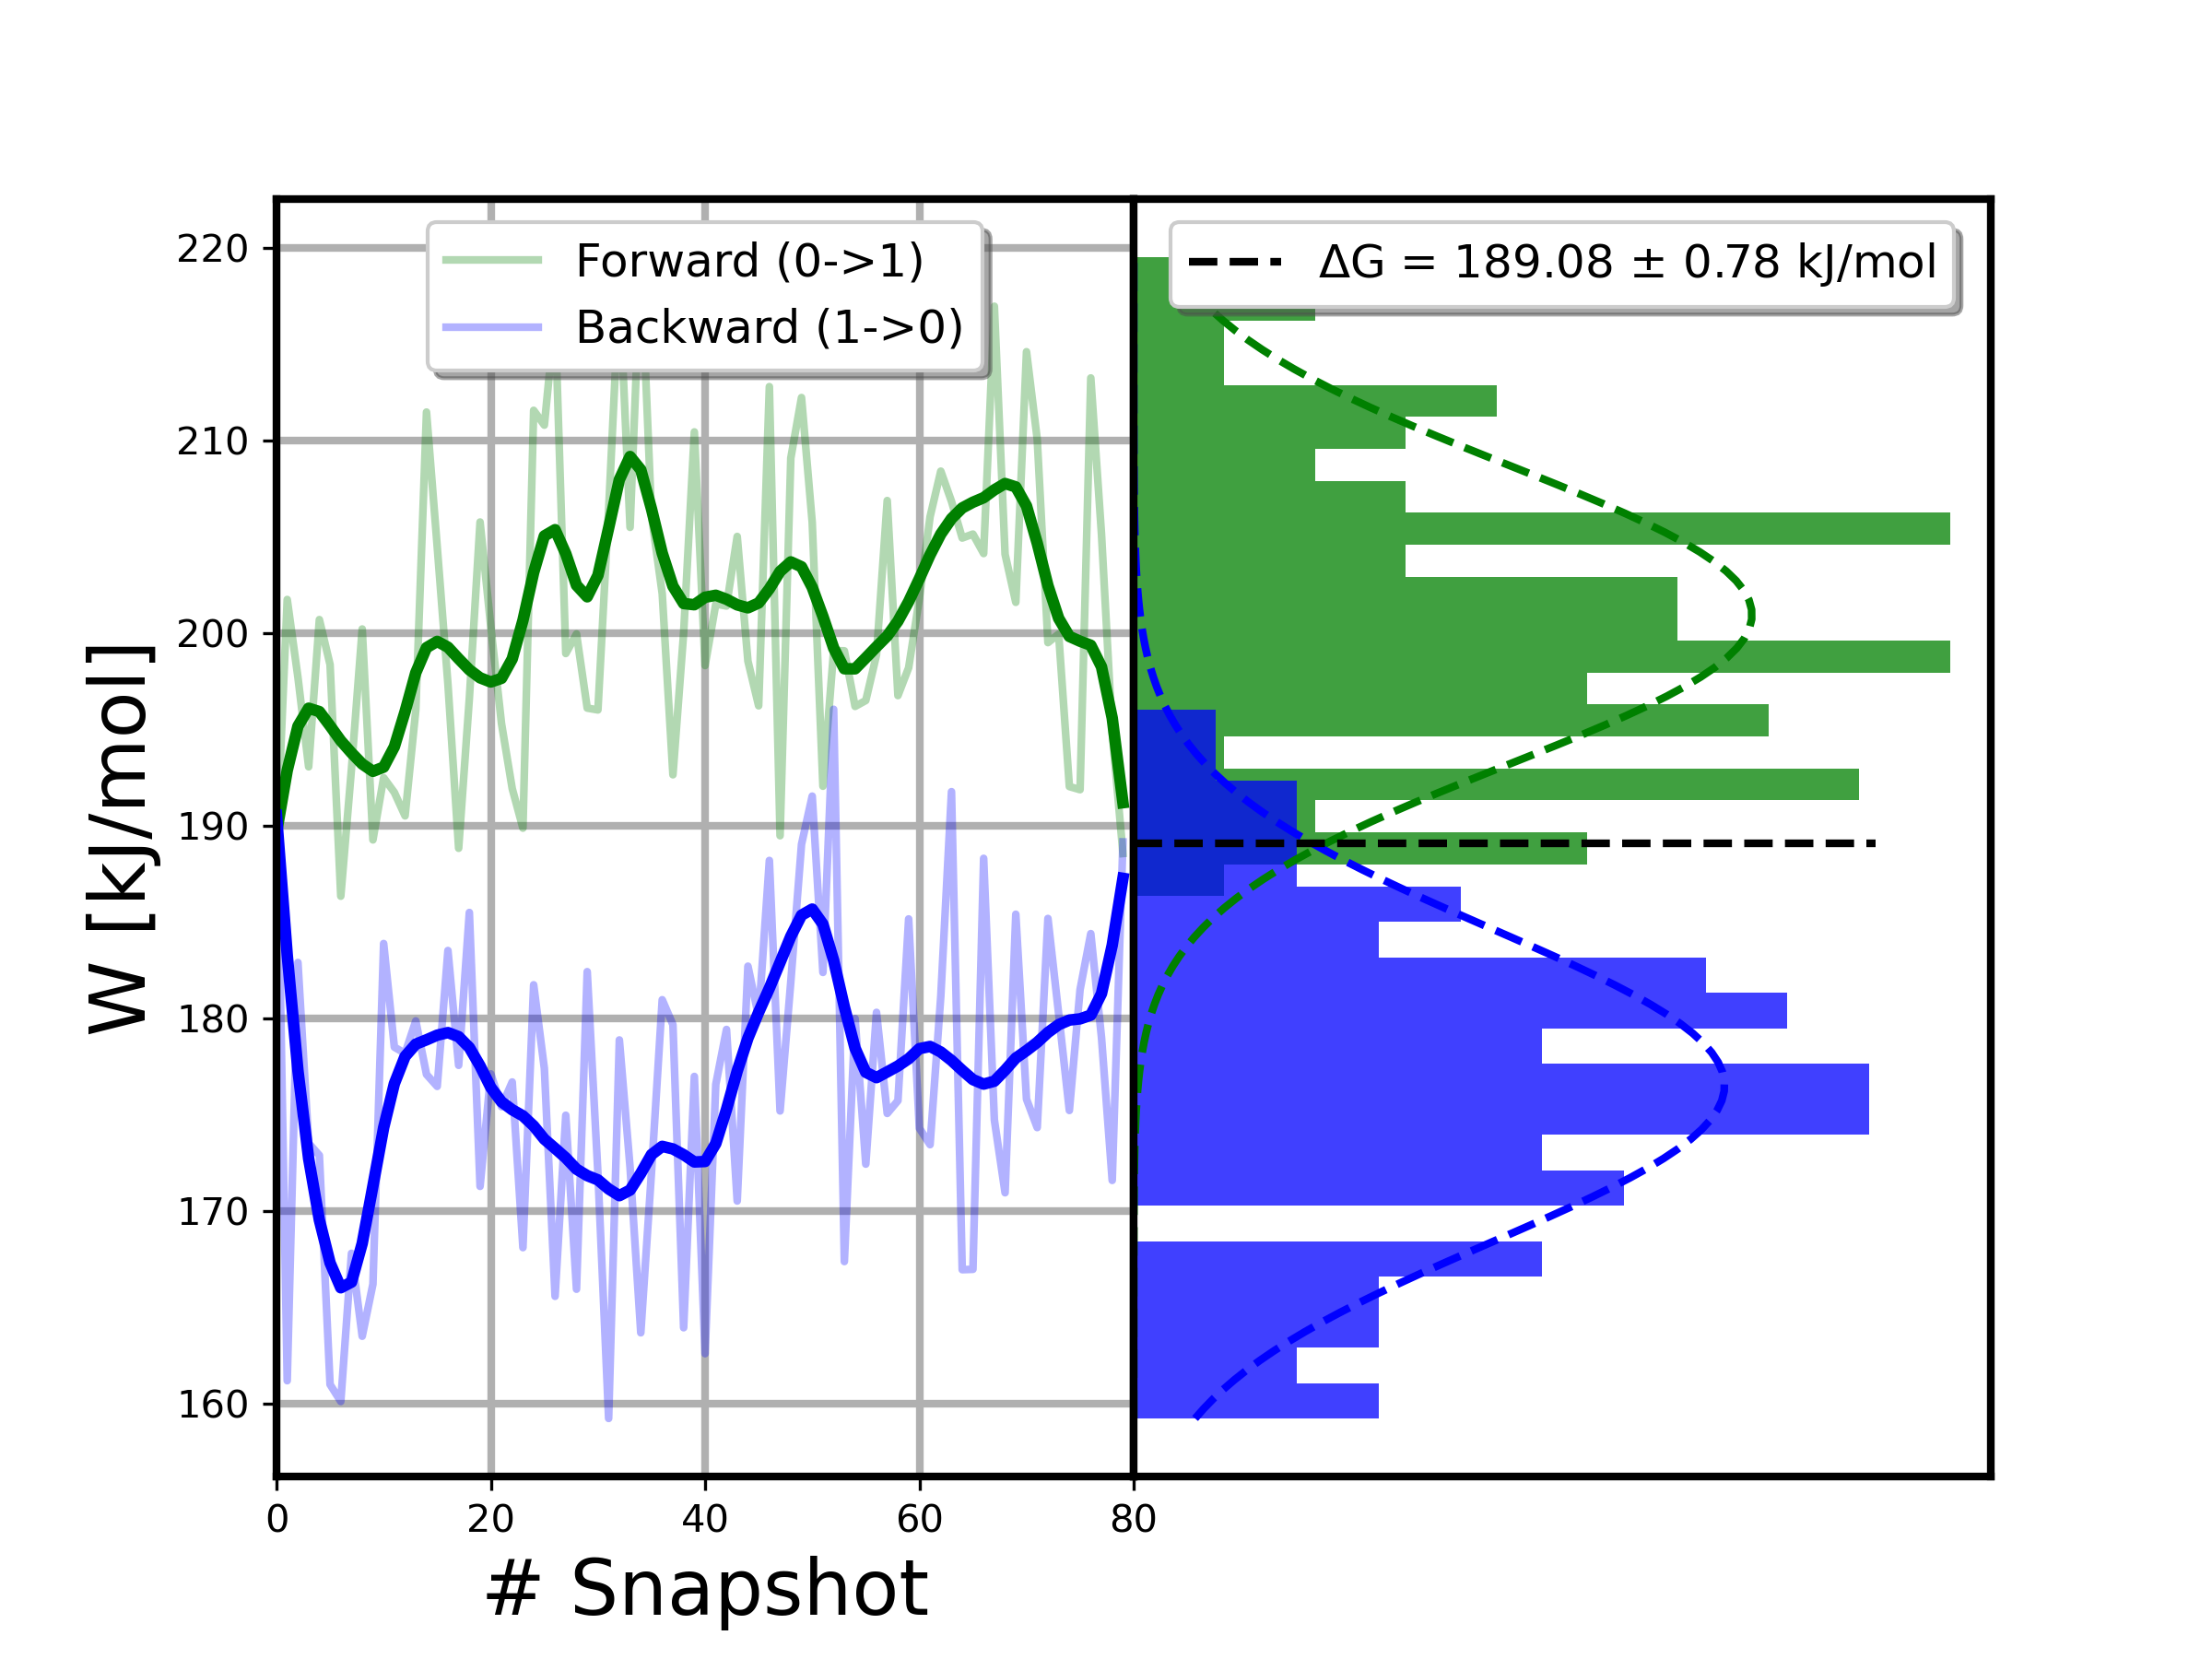 Forward (0->1)
Backward (1->0)
ΔG = 189.08 ± 0.78 kJ/mol
W [kJ/mol]
220
210
200
190
180
170
160
0 20 40 60 80
# Snapshot